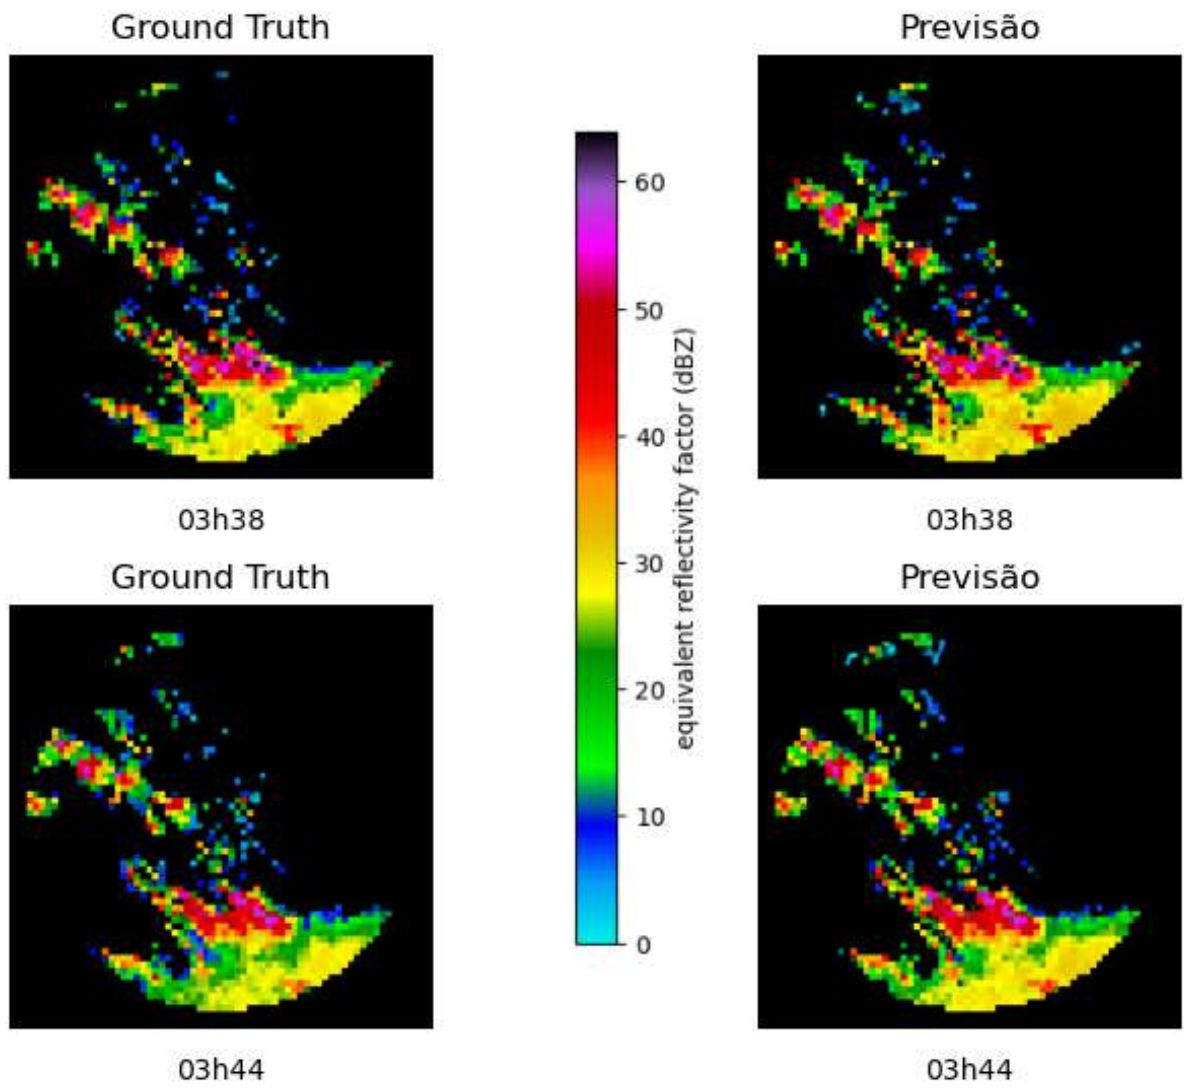 Ground Truth
Previsão
60
50
40
30
20
10
0
equivalent reflectivity factor (dBZ)
03h38
03h38
Ground Truth
Previsão
03h44
03h44